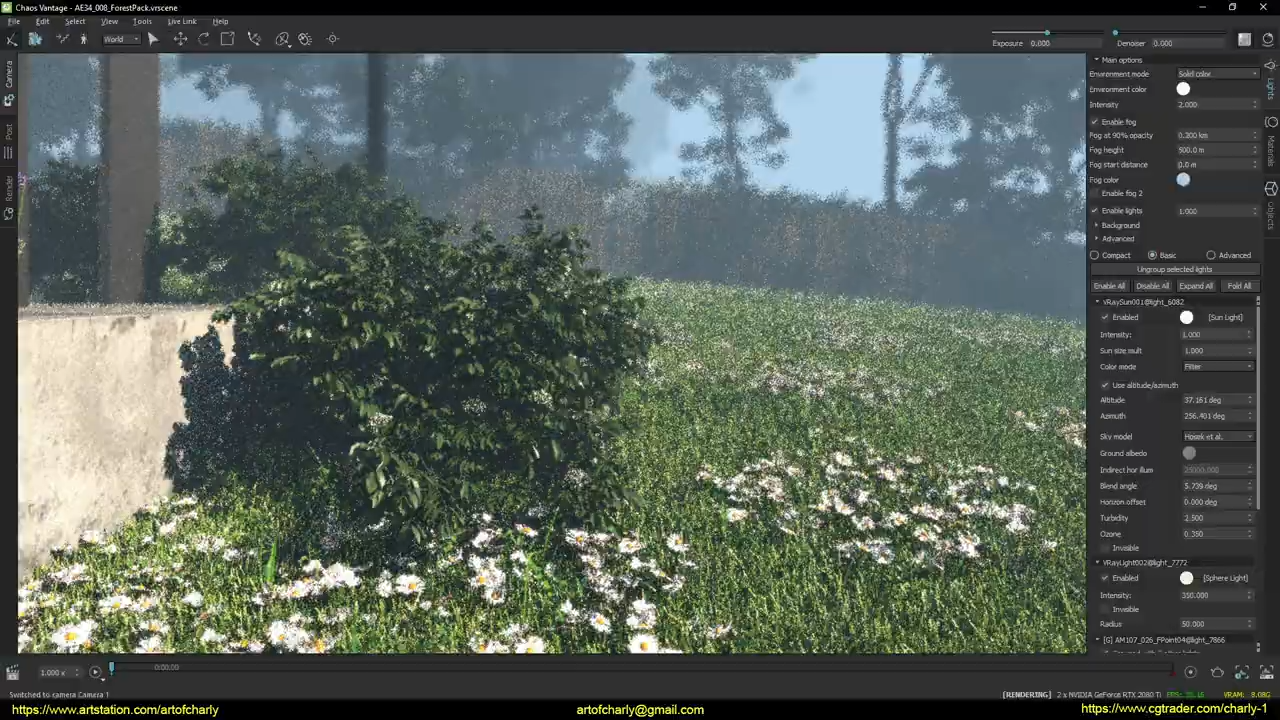 Chaos Vantage - AE34_008_ForestPack.vrscene
File Edit Select View Tools Live Link Help
World
Exposure 0.000 Denoiser 0.000
Camera
Post
Render
Lights
Materials
Objects
Main options
Environment mode Solid color
Environment color
Intensity 2.000
Enable fog
Fog at 90% opacity 0.300 km
Fog height 500.0 m
Fog start distance 0.0 m
Fog color
Enable fog 2
Enable lights 1.000
Background
Advanced
Compact Basic Advanced
Ungroup selected lights
Enable All Disable All Expand All Fold All
VRaySun001@light_6082
Enabled [Sun Light]
Intensity: 1.000
Sun size mult 1.000
Color mode Filter
Use altitude/azimuth
Altitude 37.161 deg
Azimuth 256.401 deg
Sky model Hosek et al.
Ground albedo
Indirect hor illum 25000.000
Blend angle 5.739 deg
Horizon offset 0.000 deg
Turbidity 2.500
Ozone 0.350
Invisible
VRayLight002@light_7772
Enabled [Sphere Light]
Intensity: 350.000
Invisible
Radius 50.000
[G] AM107_026_FPoint04@light_7866
1.000 x 0:00.00
Switched to camera Camera 1
[RENDERING] 2 x NVIDIA GeForce RTX 2080 Ti
https://www.artstation.com/artofcharly artofcharly@gmail.com https://www.cgtrader.com/charly-1